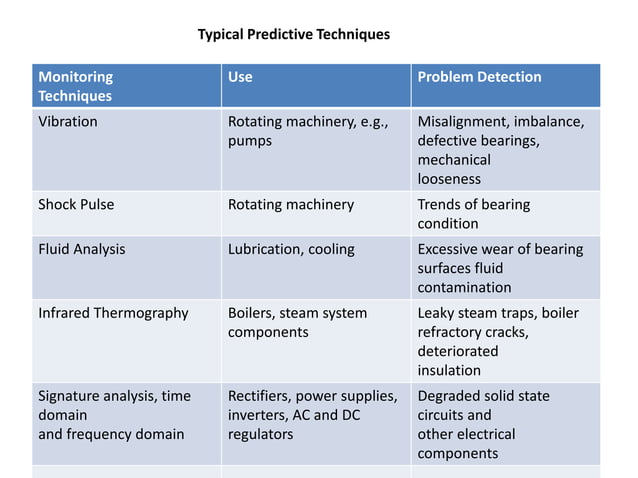 Typical Predictive Techniques
Monitoring
Techniques
Use
Problem Detection
Vibration
Rotating machinery, e.g.,
pumps
Misalignment, imbalance,
defective bearings,
mechanical
looseness
Shock Pulse
Rotating machinery
Trends of bearing
condition
Fluid Analysis
Lubrication, cooling
Excessive wear of bearing
surfaces fluid
contamination
Infrared Thermography
Boilers, steam system
components
Leaky steam traps, boiler
refractory cracks,
deteriorated
insulation
Signature analysis, time
domain
and frequency domain
Rectifiers, power supplies,
inverters, AC and DC
regulators
Degraded solid state
circuits and
other electrical
components